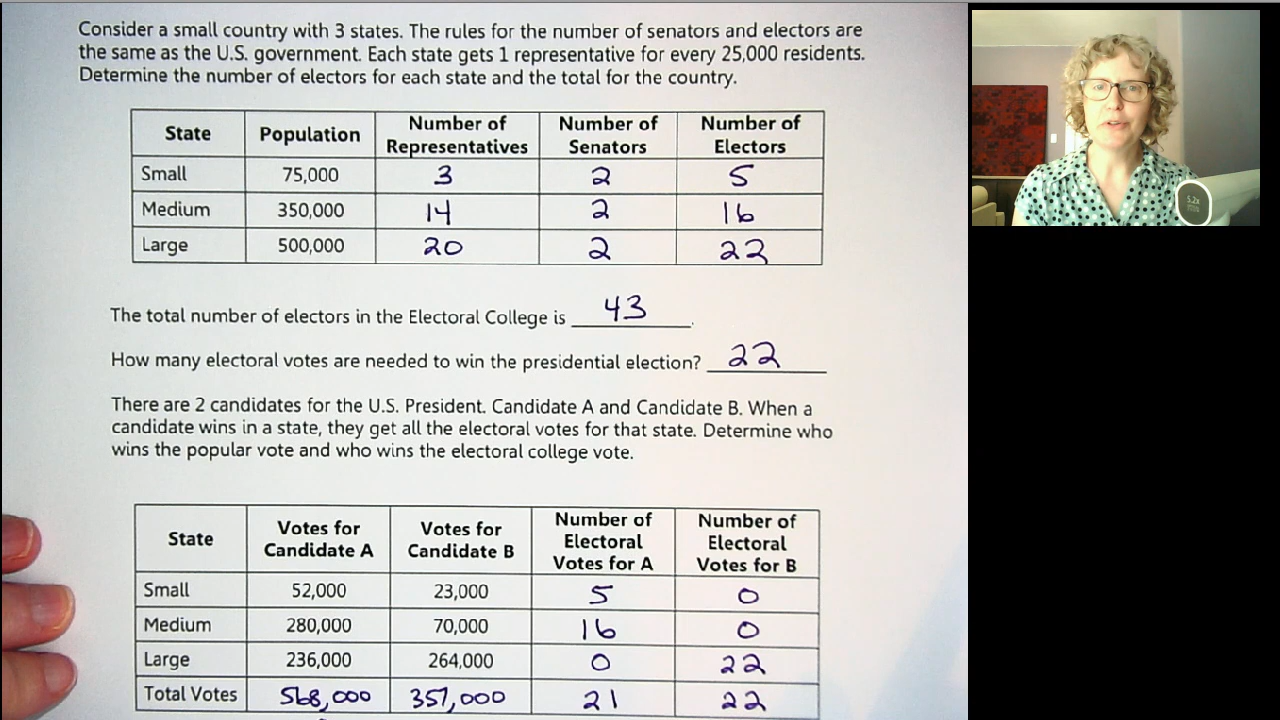 Consider a small country with 3 states. The rules for the number of senators and electors are
the same as the U.S. government. Each state gets 1 representative for every 25,000 residents.
Determine the number of electors for each state and the total for the country.
State Population Number of Representatives Number of Senators Number of Electors
Small 75,000 3 2 5
Medium 350,000 14 2 16
Large 500,000 20 2 22
The total number of electors in the Electoral College is 43.
How many electoral votes are needed to win the presidential election? 22
There are 2 candidates for the U.S. President. Candidate A and Candidate B. When a
candidate wins in a state, they get all the electoral votes for that state. Determine who
wins the popular vote and who wins the electoral college vote.
State Votes for Candidate A Votes for Candidate B Number of Electoral Votes for A Number of Electoral Votes for B
Small 52,000 23,000 5 0
Medium 280,000 70,000 16 0
Large 236,000 264,000 0 22
Total Votes 568,000 357,000 21 22